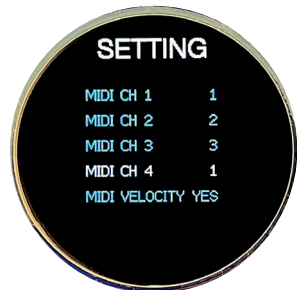 SETTING
MIDI CH 1 1
MIDI CH 2 2
MIDI CH 3 3
MIDI CH 4 1
MIDI VELOCITY YES